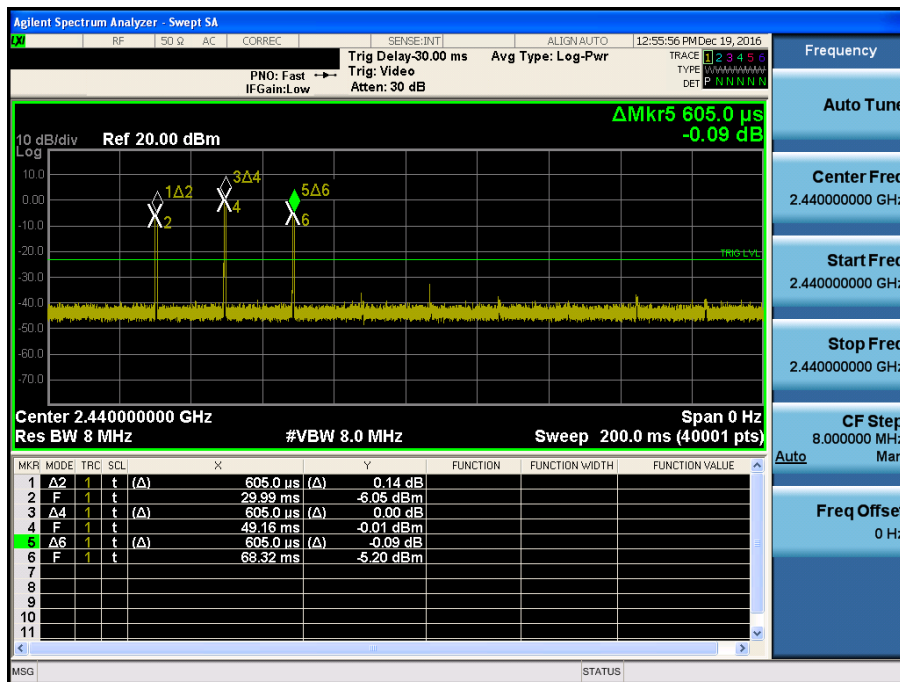 Agilent Spectrum Analyzer - Swept SA
LXI RF 50 Ω AC CORREC SENSE:INT ALIGN AUTO 12:55:56 PM Dec 19, 2016
Trig Delay-30.00 ms Avg Type: Log-Pwr TRACE 1 2 3 4 5 6
PNO: Fast Trig: Video TYPE WWWWWW
IFGain:Low Atten: 30 dB DET P N N N N N
Frequency
Auto Tune
Center Freq
2.440000000 GHz
Start Freq
2.440000000 GHz
Stop Freq
2.440000000 GHz
CF Step
8.000000 MHz
Auto Man
Freq Offset
0 Hz
ΔMkr5 605.0 µs
-0.09 dB
10 dB/div Ref 20.00 dBm
Log
10.0
0.00
-10.0
-20.0
-30.0
-40.0
-50.0
-60.0
-70.0
1Δ2
2
3Δ4
4
5Δ6
6
TRIG LVL
Center 2.440000000 GHz Span 0 Hz
Res BW 8 MHz #VBW 8.0 MHz Sweep 200.0 ms (40001 pts)
MKR MODE TRC SCL X Y FUNCTION FUNCTION WIDTH FUNCTION VALUE
1 Δ2 1 t (Δ) 605.0 µs (Δ) 0.14 dB
2 F 1 t 29.99 ms -6.05 dBm
3 Δ4 1 t (Δ) 605.0 µs (Δ) 0.00 dB
4 F 1 t 49.16 ms -0.01 dBm
5 Δ6 1 t (Δ) 605.0 µs (Δ) -0.09 dB
6 F 1 t 68.32 ms -5.20 dBm
7
8
9
10
11
MSG STATUS